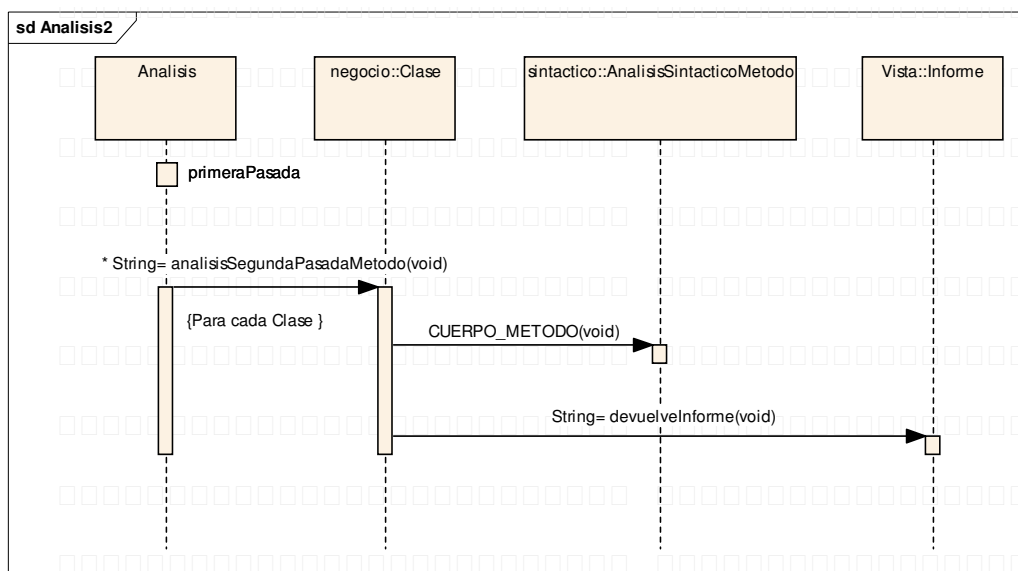 sd Analisis2
Analisis
negocio::Clase
sintactico::AnalisisSintacticoMetodo
Vista::Informe
primeraPasada
* String= analisisSegundaPasadaMetodo(void)
{Para cada Clase }
CUERPO_METODO(void)
String= devuelveInforme(void)